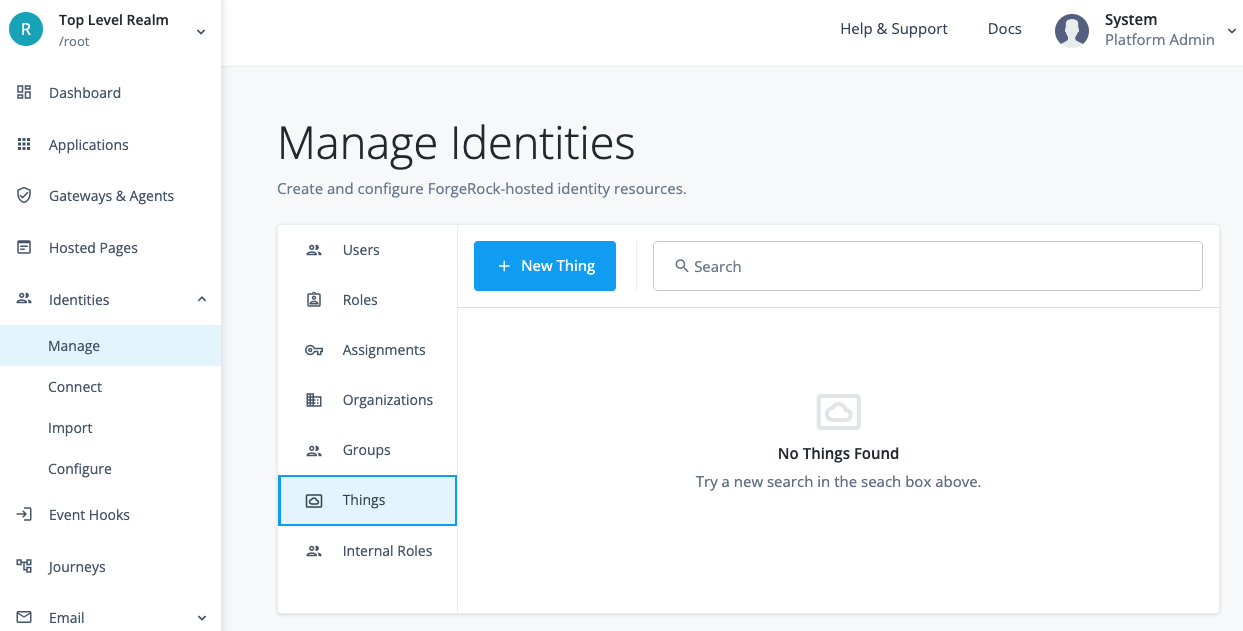 R
Top Level Realm
/root
Help & Support
Docs
System
Platform Admin
Dashboard
Applications
Gateways & Agents
Hosted Pages
Identities
Manage
Connect
Import
Configure
Event Hooks
Journeys
Email
Manage Identities
Create and configure ForgeRock-hosted identity resources.
Users
Roles
Assignments
Organizations
Groups
Things
Internal Roles
+ New Thing
Search
No Things Found
Try a new search in the seach box above.